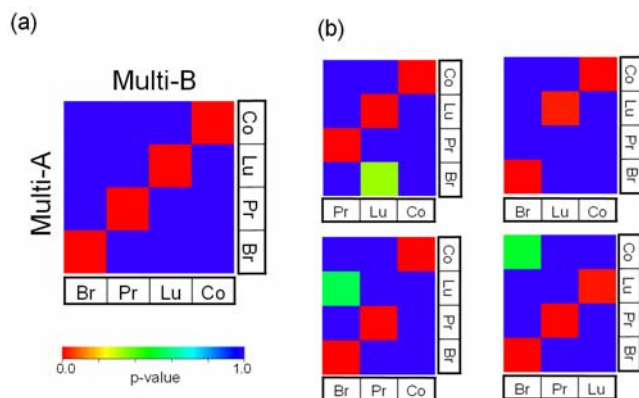 (a)
Multi-B
Multi-A
Co
Lu
Pr
Br
Br Pr Lu Co
0.0 1.0
p-value
(b)
Co
Lu
Pr
Br
Pr Lu Co
Co
Lu
Pr
Br
Br Lu Co
Co
Lu
Pr
Br
Br Pr Co
Co
Lu
Pr
Br
Br Pr Lu